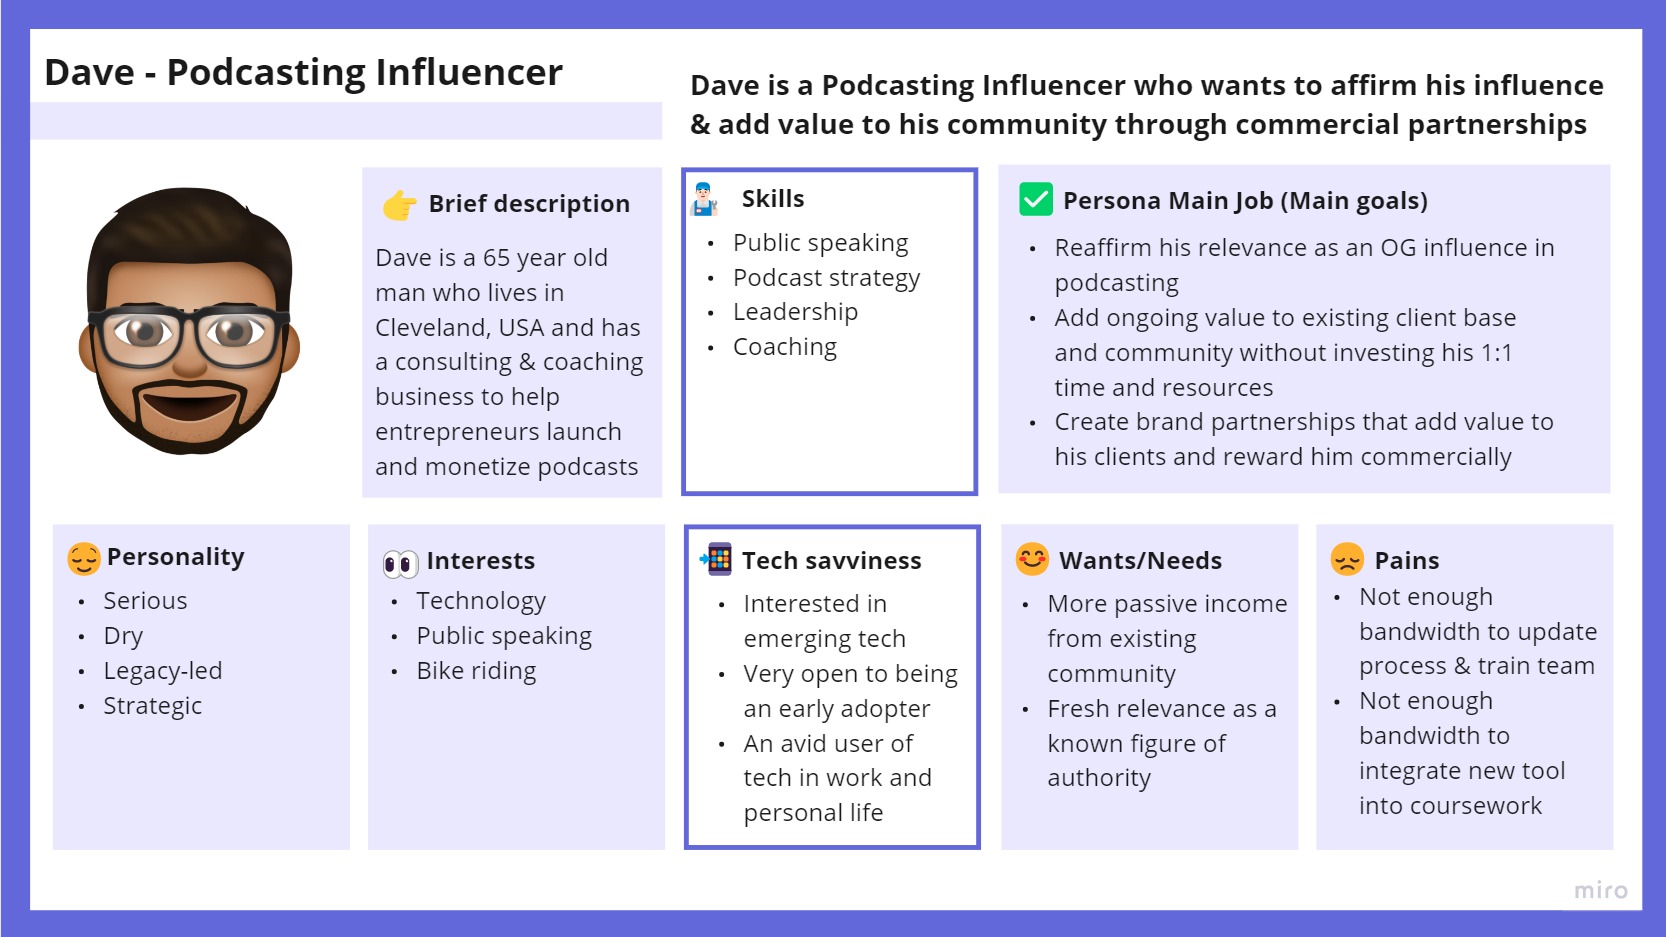 Dave - Podcasting Influencer
Dave is a Podcasting Influencer who wants to affirm his influence
& add value to his community through commercial partnerships
Brief description
Dave is a 65 year old
man who lives in
Cleveland, USA and has
a consulting & coaching
business to help
entrepreneurs launch
and monetize podcasts
Skills
• Public speaking
• Podcast strategy
• Leadership
• Coaching
Persona Main Job (Main goals)
• Reaffirm his relevance as an OG influence in
podcasting
• Add ongoing value to existing client base
and community without investing his 1:1
time and resources
• Create brand partnerships that add value to
his clients and reward him commercially
Personality
• Serious
• Dry
• Legacy-led
• Strategic
Interests
• Technology
• Public speaking
• Bike riding
Tech savviness
• Interested in
emerging tech
• Very open to being
an early adopter
• An avid user of
tech in work and
personal life
Wants/Needs
• More passive income
from existing
community
• Fresh relevance as a
known figure of
authority
Pains
• Not enough
bandwidth to update
process & train team
• Not enough
bandwidth to
integrate new tool
into coursework
miro